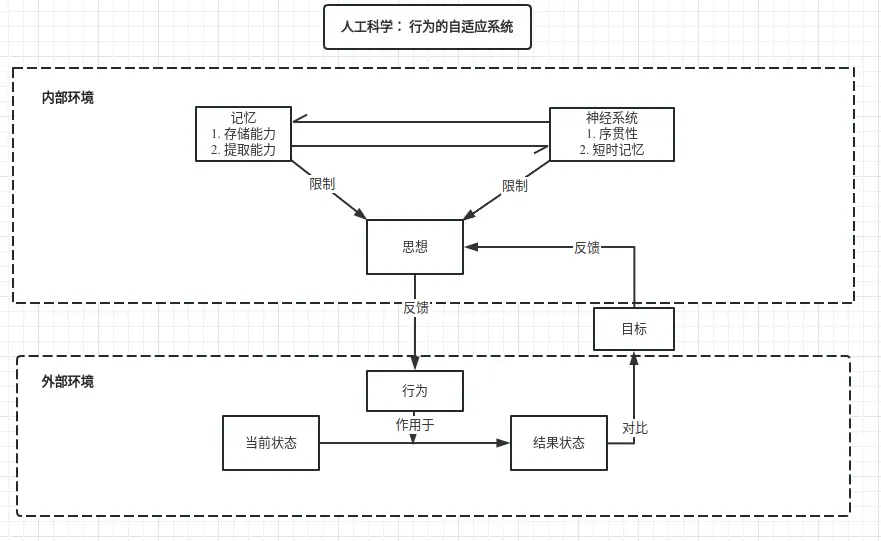 人工科学： 行为的自适应系统
内部环境
记忆
1. 存储能力
2. 提取能力
神经系统
1. 序贯性
2. 短时记忆
限制
限制
思想
反馈
反馈
目标
外部环境
行为
作用于
当前状态
结果状态
对比